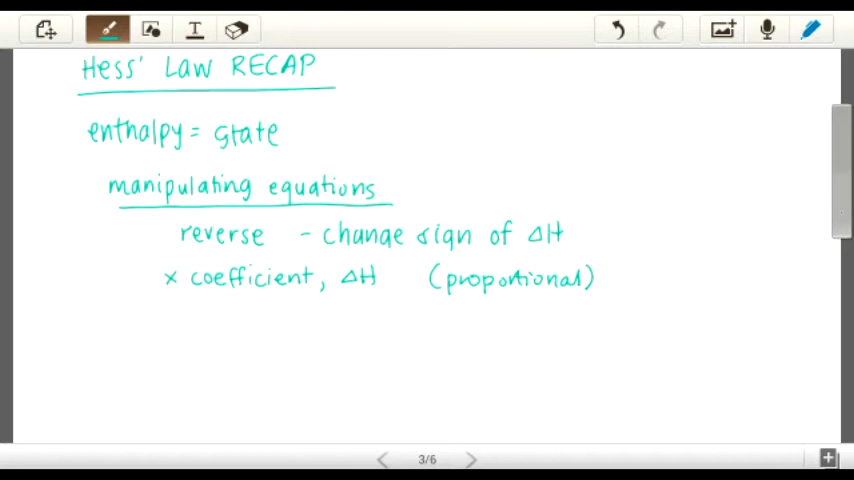 Hess' Law RECAP
enthalpy = state
manipulating equations
reverse - change sign of ΔH
x coefficient, ΔH (proportional)
3/6